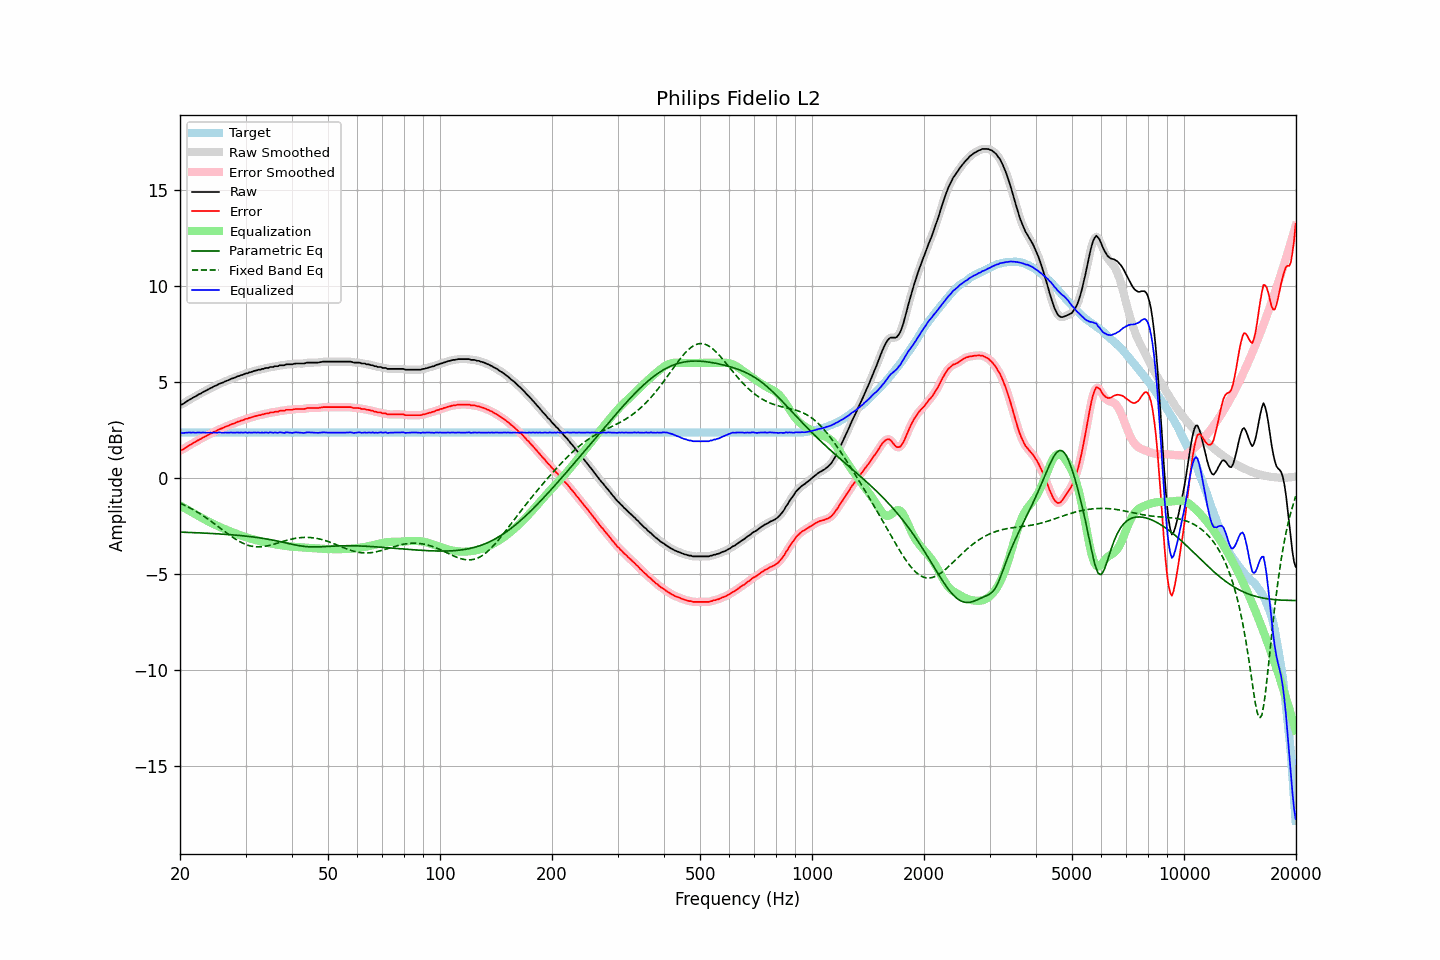 Philips Fidelio L2
Target
Raw Smoothed
Error Smoothed
Raw
Error
Equalization
Parametric Eq
Fixed Band Eq
Equalized
Amplitude (dBr)
15
10
5
0
−5
−10
−15
20 50 100 200 500 1000 2000 5000 10000 20000
Frequency (Hz)